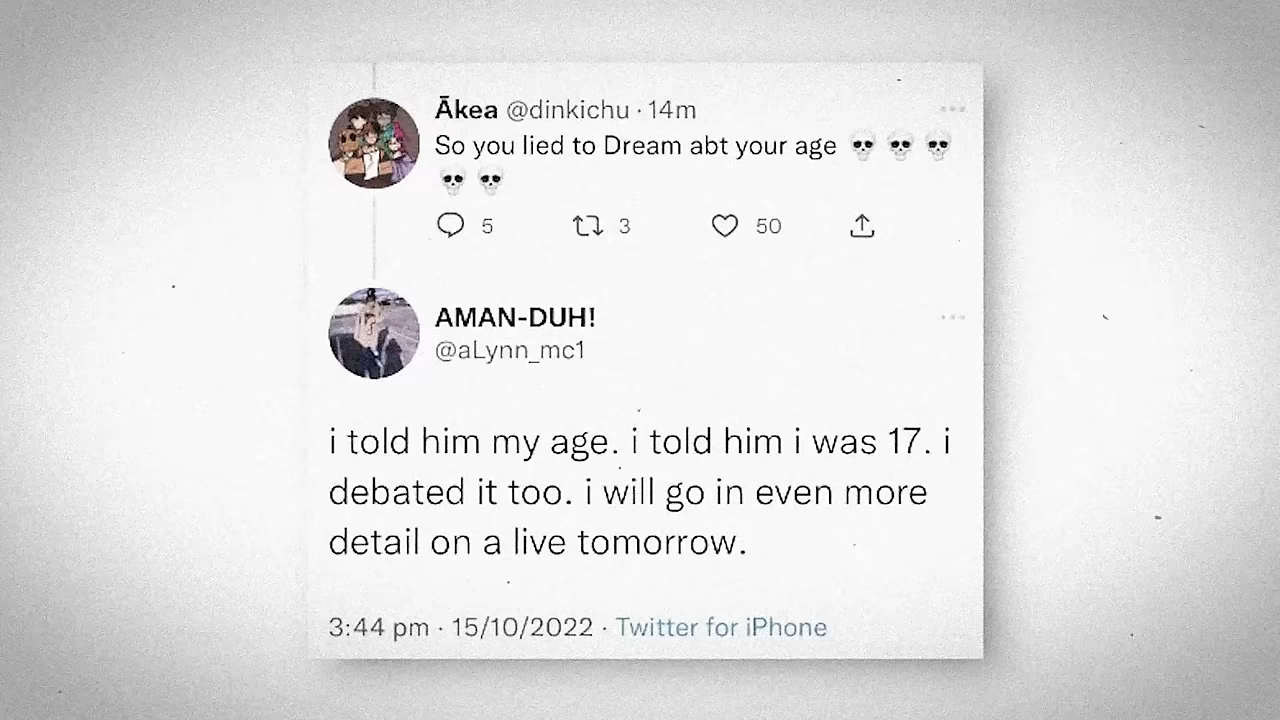 Ākea @dinkichu · 14m
So you lied to Dream abt your age 💀 💀 💀
💀 💀
5 3 50
AMAN-DUH!
@aLynn_mc1
i told him my age. i told him i was 17. i
debated it too. i will go in even more
detail on a live tomorrow.
3:44 pm · 15/10/2022 · Twitter for iPhone